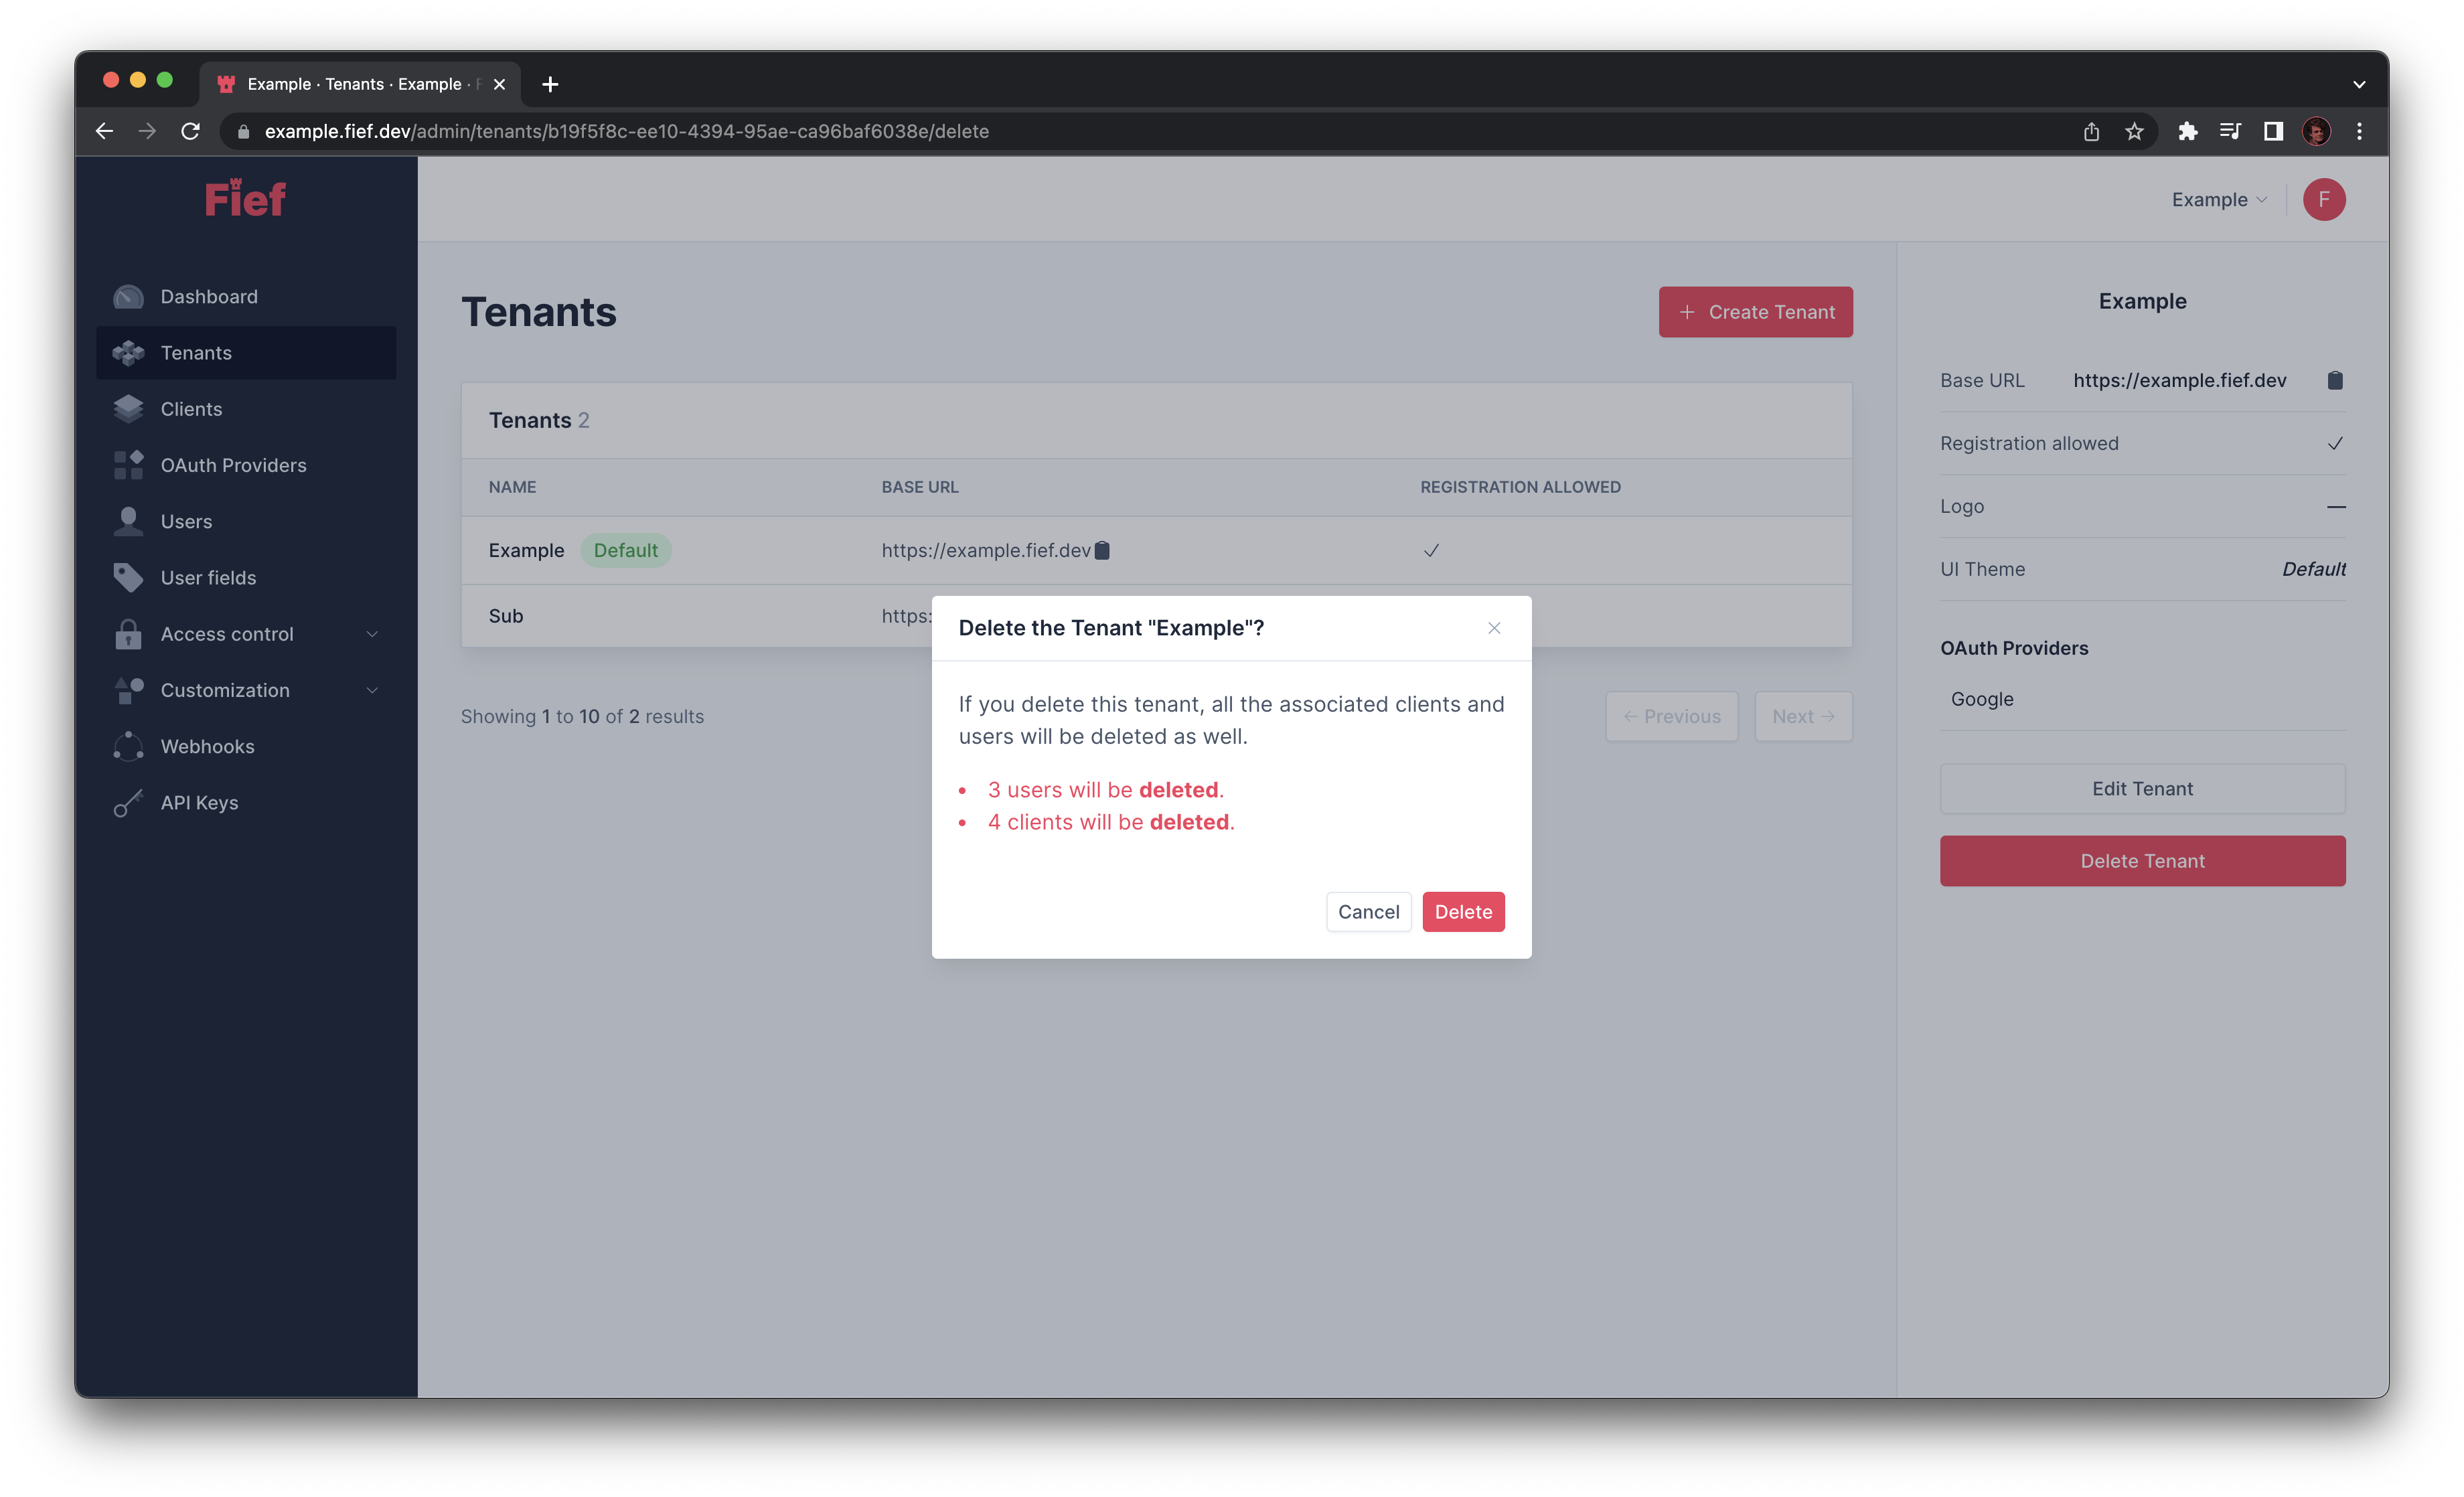 Example · Tenants · Example ·
example.fief.dev/admin/tenants/b19f5f8c-ee10-4394-95ae-ca96baf6038e/delete
Fief
Example
F
Dashboard
Tenants
Clients
OAuth Providers
Users
User fields
Access control
Customization
Webhooks
API Keys
Tenants
+ Create Tenant
Tenants 2
NAME BASE URL REGISTRATION ALLOWED
Example Default https://example.fief.dev ✓
Sub https:
Showing 1 to 10 of 2 results
← Previous
Next →
Delete the Tenant "Example"?
If you delete this tenant, all the associated clients and
users will be deleted as well.
• 3 users will be deleted.
• 4 clients will be deleted.
Cancel
Delete
Example
Base URL https://example.fief.dev
Registration allowed ✓
Logo —
UI Theme Default
OAuth Providers
Google
Edit Tenant
Delete Tenant